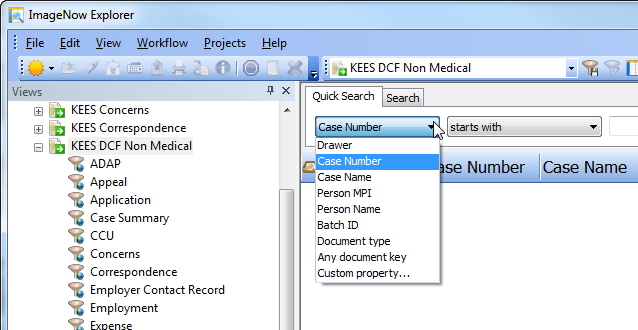 ImageNow Explorer
File Edit View Workflow Projects Help
KEES DCF Non Medical
Views
KEES Concerns
KEES Correspondence
KEES DCF Non Medical
ADAP
Appeal
Application
Case Summary
CCU
Concerns
Correspondence
Employer Contact Record
Employment
Expense
Quick Search Search
Case Number starts with
Drawer
Case Number
Case Name
Person MPI
Person Name
Batch ID
Document type
Any document key
Custom property...
ase Number Case Name